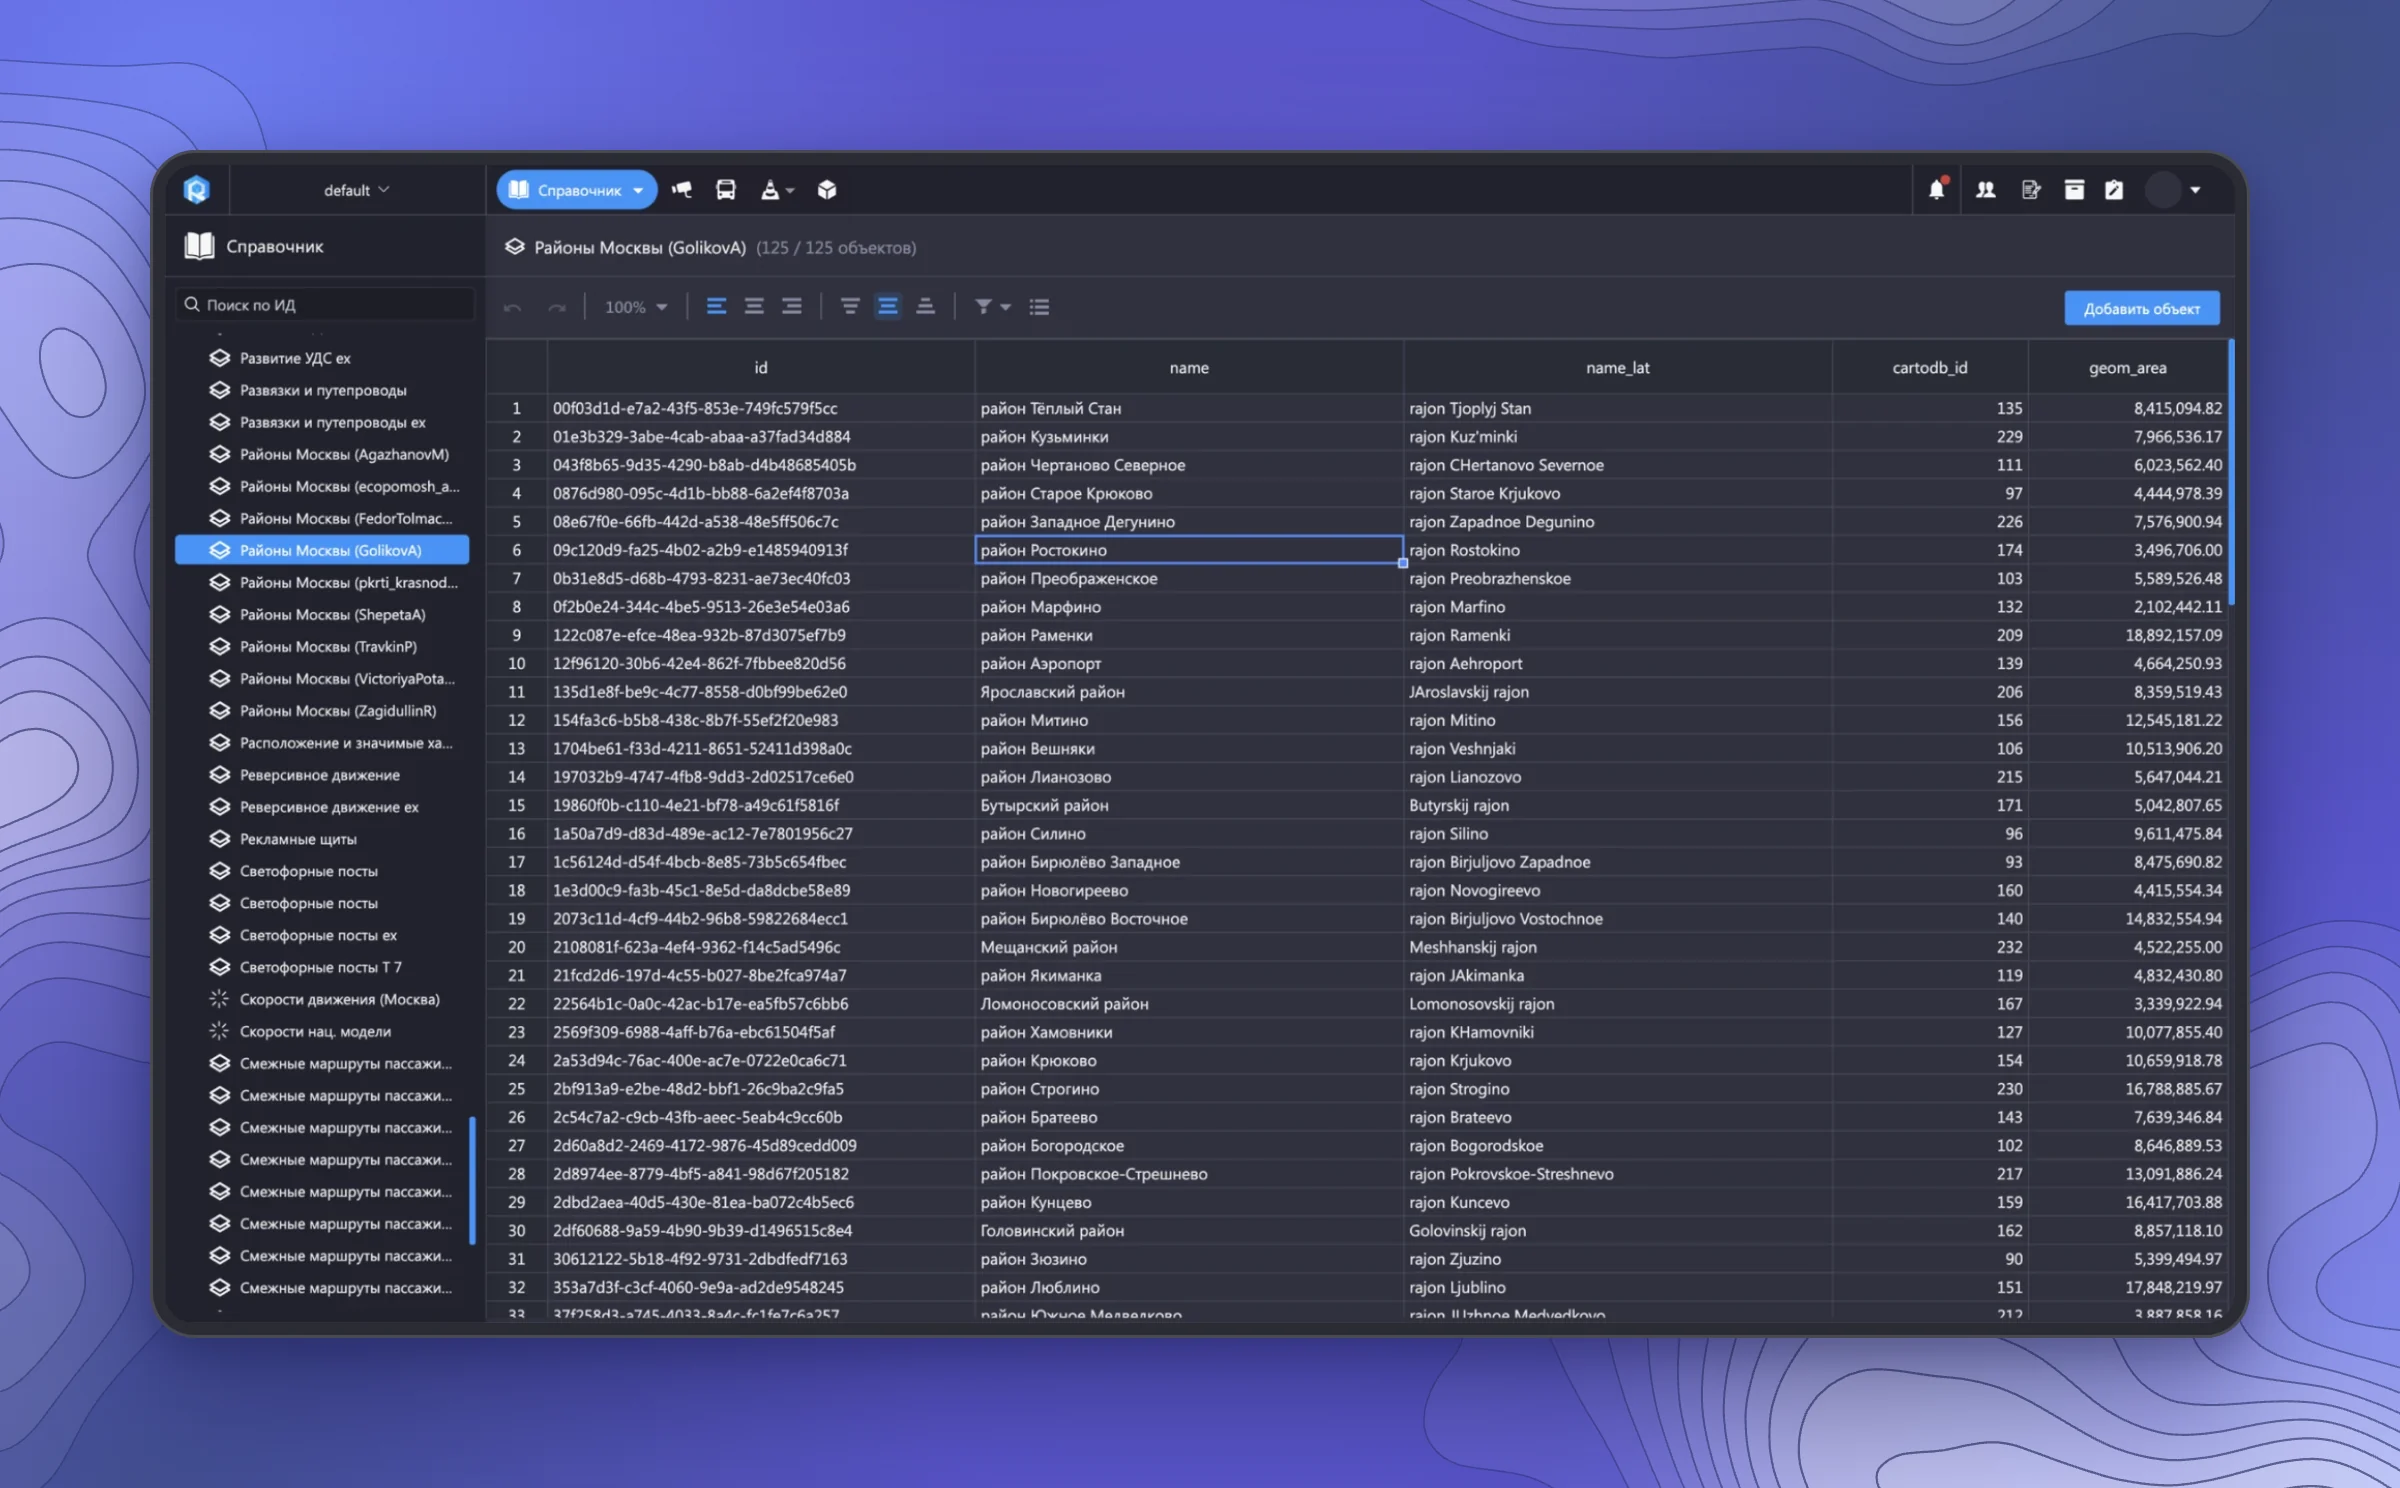 default
Справочник
Справочник
Районы Москвы (GolikovA) (125 / 125 объектов)
Поиск по ИД
100%
Добавить объект
Развитие УДС ex
Развязки и путепроводы
Развязки и путепроводы ex
Районы Москвы (AgazhanovM)
Районы Москвы (ecopomosh_a...
Районы Москвы (FedorTolmac...
Районы Москвы (GolikovA)
Районы Москвы (pkrti_krasnod...
Районы Москвы (ShepetaA)
Районы Москвы (TravkinP)
Районы Москвы (VictoriyaPota...
Районы Москвы (ZagidullinR)
Расположение и значимые ха...
Реверсивное движение
Реверсивное движение ex
Рекламные щиты
Светофорные посты
Светофорные посты
Светофорные посты ex
Светофорные посты T 7
Скорости движения (Москва)
Скорости нац. модели
Смежные маршруты пассажи...
Смежные маршруты пассажи...
Смежные маршруты пассажи...
Смежные маршруты пассажи...
Смежные маршруты пассажи...
Смежные маршруты пассажи...
Смежные маршруты пассажи...
Смежные маршруты пассажи...
id name name_lat cartodb_id geom_area
1 00f03d1d-e7a2-43f5-853e-749fc579f5cc район Тёплый Стан rajon Tjoplyj Stan 135 8,415,094.82
2 01e3b329-3abe-4cab-abaa-a37fad34d884 район Кузьминки rajon Kuz'minki 229 7,966,536.17
3 043f8b65-9d35-4290-b8ab-d4b48685405b район Чертаново Северное rajon CHertanovo Severnoe 111 6,023,562.40
4 0876d980-095c-4d1b-bb88-6a2ef4f8703a район Старое Крюково rajon Staroe Krjukovo 97 4,444,978.39
5 08e67f0e-66fb-442d-a538-48e5ff506c7c район Западное Дегунино rajon Zapadnoe Degunino 226 7,576,900.94
6 09c120d9-fa25-4b02-a2b9-e1485940913f район Ростокино rajon Rostokino 174 3,496,706.00
7 0b31e8d5-d68b-4793-8231-ae73ec40fc03 район Преображенское rajon Preobrazhenskoe 103 5,589,526.48
8 0f2b0e24-344c-4be5-9513-26e3e54e03a6 район Марфино rajon Marfino 132 2,102,442.11
9 122c087e-efce-48ea-932b-87d3075ef7b9 район Раменки rajon Ramenki 209 18,892,157.09
10 12f96120-30b6-42e4-862f-7fbbee820d56 район Аэропорт rajon Aehroport 139 4,664,250.93
11 135d1e8f-be9c-4c77-8558-d0bf99be62e0 Ярославский район JAroslavskij rajon 206 8,359,519.43
12 154fa3c6-b5b8-438c-8b7f-55ef2f20e983 район Митино rajon Mitino 156 12,545,181.22
13 1704be61-f33d-4211-8651-52411d398a0c район Вешняки rajon Veshnjaki 106 10,513,906.20
14 197032b9-4747-4fb8-9dd3-2d02517ce6e0 район Лианозово rajon Lianozovo 215 5,647,044.21
15 19860f0b-c110-4e21-bf78-a49c61f5816f Бутырский район Butyrskij rajon 171 5,042,807.65
16 1a50a7d9-d83d-489e-ac12-7e7801956c27 район Силино rajon Silino 96 9,611,475.84
17 1c56124d-d54f-4bcb-8e85-73b5c654fbec район Бирюлёво Западное rajon Birjuljovo Zapadnoe 93 8,475,690.82
18 1e3d00c9-fa3b-45c1-8e5d-da8dcbe58e89 район Новогиреево rajon Novogireevo 160 4,415,554.34
19 2073c11d-4cf9-44b2-96b8-59822684ecc1 район Бирюлёво Восточное rajon Birjuljovo Vostochnoe 140 14,832,554.94
20 2108081f-623a-4ef4-9362-f14c5ad5496c Мещанский район Meshhanskij rajon 232 4,522,255.00
21 21fcd2d6-197d-4c55-b027-8be2fca974a7 район Якиманка rajon JAkimanka 119 4,832,430.80
22 22564b1c-0a0c-42ac-b17e-ea5fb57c6bb6 Ломоносовский район Lomonosovskij rajon 167 3,339,922.94
23 2569f309-6988-4aff-b76a-ebc61504f5af район Хамовники rajon KHamovniki 127 10,077,855.40
24 2a53d94c-76ac-400e-ac7e-0722e0ca6c71 район Крюково rajon Krjukovo 154 10,659,918.78
25 2bf913a9-e2be-48d2-bbf1-26c9ba2c9fa5 район Строгино rajon Strogino 230 16,788,885.67
26 2c54c7a2-c9cb-43fb-aeec-5eab4c9cc60b район Братеево rajon Brateevo 143 7,639,346.84
27 2d60a8d2-2469-4172-9876-45d89cedd009 район Богородское rajon Bogorodskoe 102 8,646,889.53
28 2d8974ee-8779-4bf5-a841-98d67f205182 район Покровское-Стрешнево rajon Pokrovskoe-Streshnevo 217 13,091,886.24
29 2dbd2aea-40d5-430e-81ea-ba072c4b5ec6 район Кунцево rajon Kuncevo 159 16,417,703.88
30 2df60688-9a59-4b90-9b39-d1496515c8e4 Головинский район Golovinskij rajon 162 8,857,118.10
31 30612122-5b18-4f92-9731-2dbdfedf7163 район Зюзино rajon Zjuzino 90 5,399,494.97
32 353a7d3f-c3cf-4060-9e9a-ad2de9548245 район Люблино rajon Ljublino 151 17,848,219.97
33 37f258d3-a745-4033-8a4c-fc1fe7c6a257 район Южное Медведково rajon JUzhnoe Medvedkovo 212 3,887,858.16